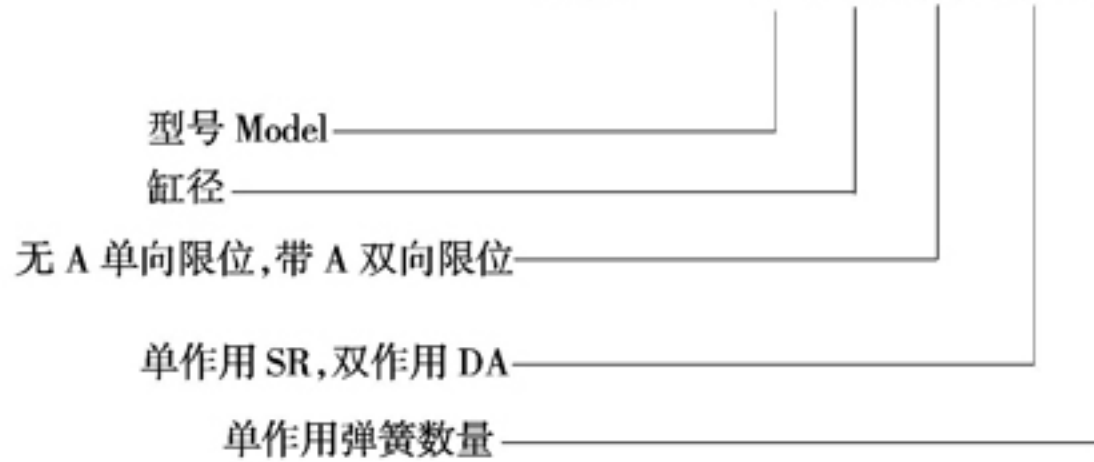 型号 Model
缸径
无 A 单向限位,带 A 双向限位
单作用 SR,双作用 DA
单作用弹簧数量